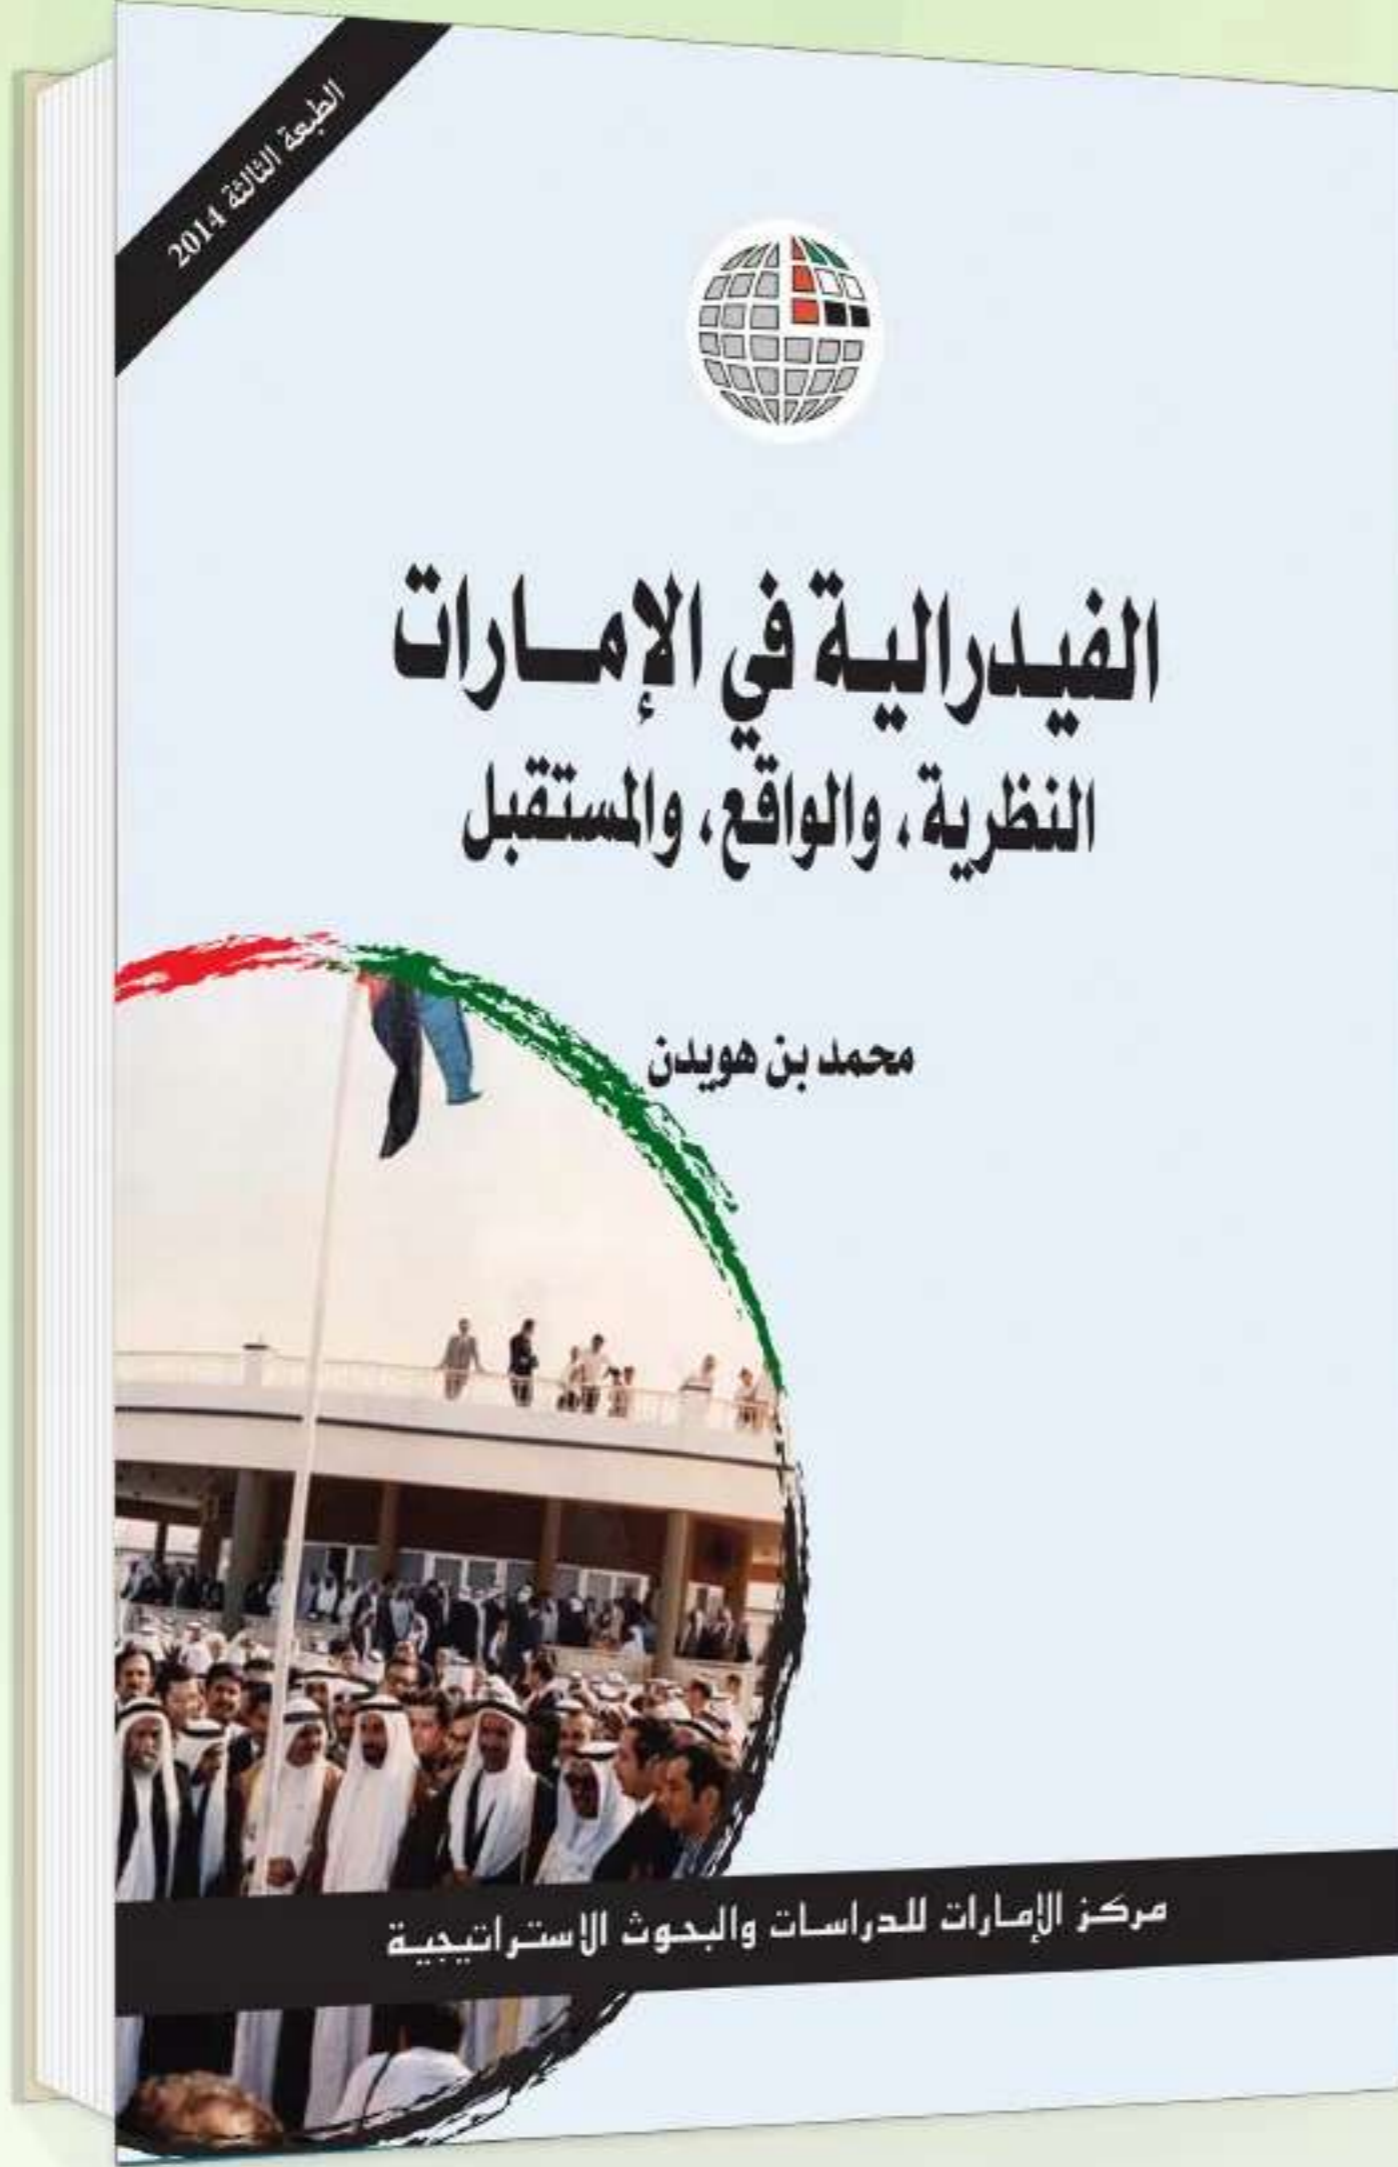 الطبعة الثالثة 2014
الفيدرالية في الإمارات
النظرية، والواقع، والمستقبل
محمد بن هويدن
مركز الإمارات للدراسات والبحوث الاستراتيجية